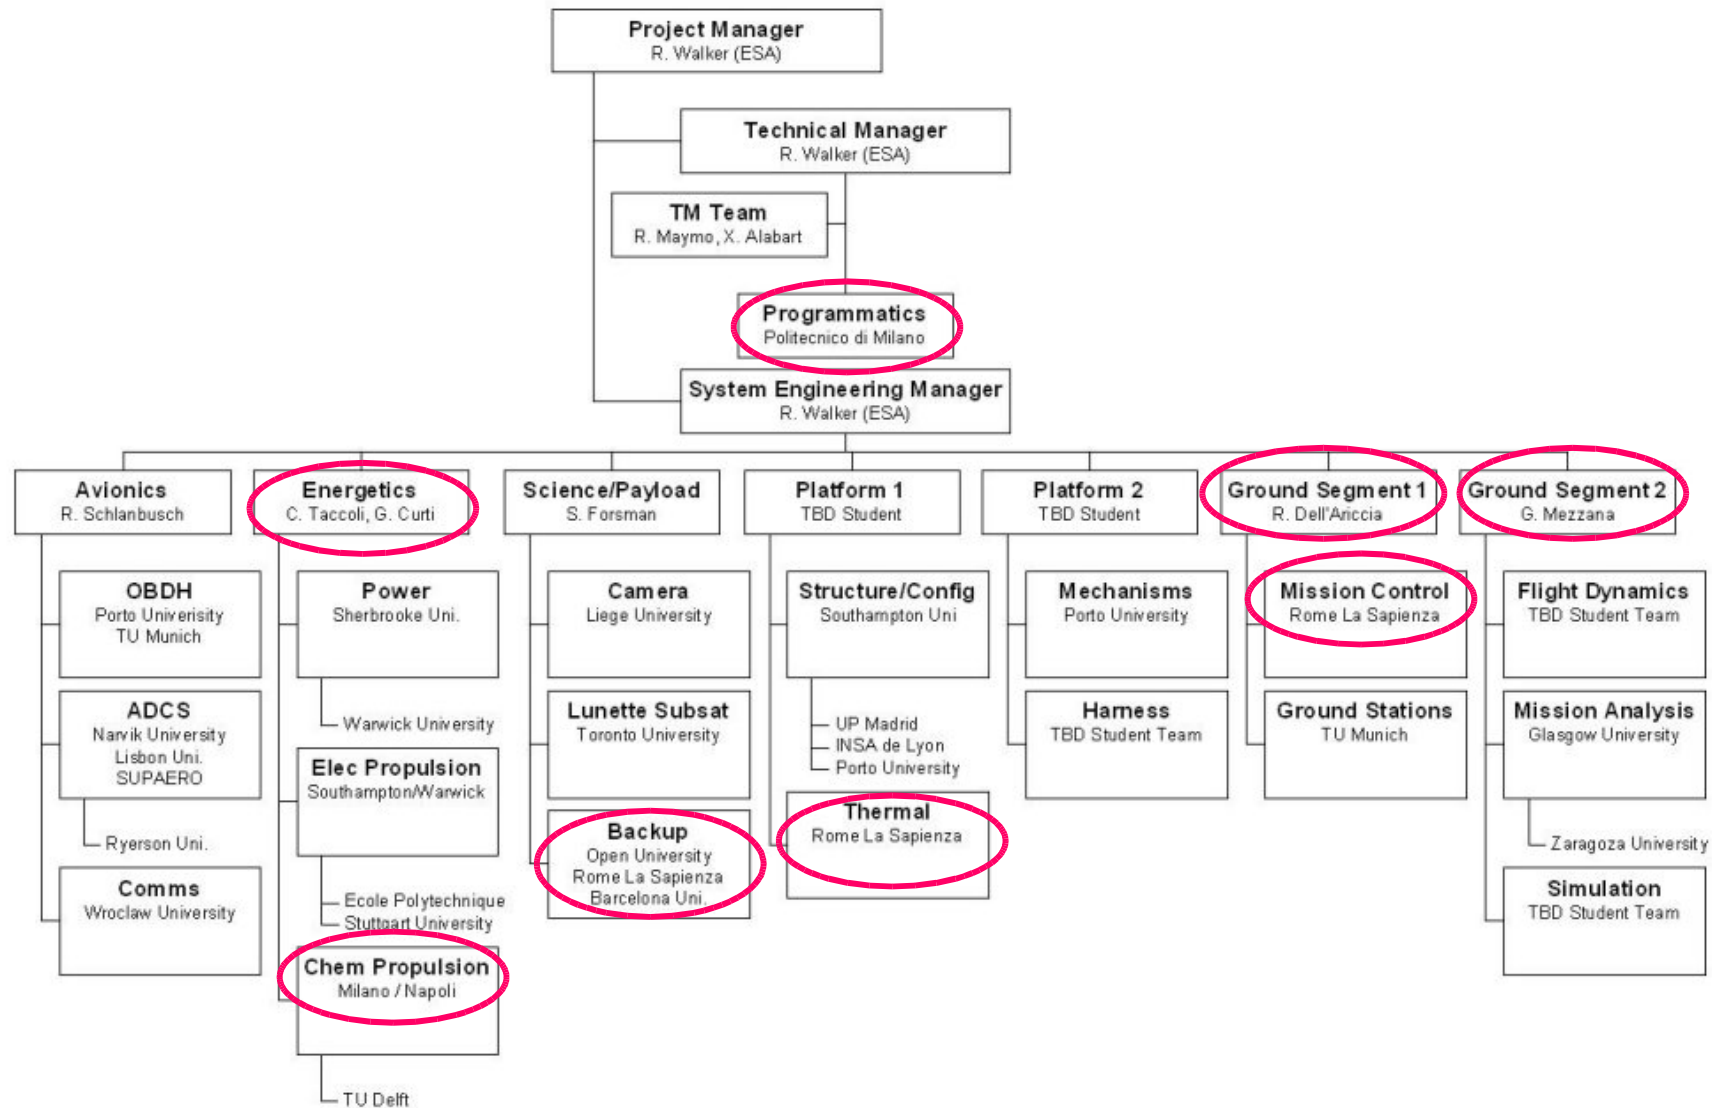 Project Manager
R. Walker (ESA)
Technical Manager
R. Walker (ESA)
TM Team
R. Maymo, X. Alabart
Programmatics
Politecnico di Milano
System Engineering Manager
R. Walker (ESA)
Avionics
R. Schlanbusch
OBDH
Porto Univerisity
TU Munich
ADCS
Narvik University
Lisbon Uni.
SUPAERO
Ryerson Uni.
Comms
Wroclaw University
Energetics
C. Taccoli, G. Curti
Power
Sherbrooke Uni.
Warwick University
Elec Propulsion
Southampton/Warwick
Ecole Polytechnique
Stuttgart University
Chem Propulsion
Milano / Napoli
TU Delft
Science/Payload
S. Forsman
Camera
Liege University
Lunette Subsat
Toronto University
Backup
Open University
Rome La Sapienza
Barcelona Uni.
Platform 1
TBD Student
Structure/Config
Southampton Uni
UP Madrid
INSA de Lyon
Porto University
Thermal
Rome La Sapienza
Platform 2
TBD Student
Mechanisms
Porto University
Harness
TBD Student Team
Ground Segment 1
R. Dell'Ariccia
Mission Control
Rome La Sapienza
Ground Stations
TU Munich
Ground Segment 2
G. Mezzana
Flight Dynamics
TBD Student Team
Mission Analysis
Glasgow University
Zaragoza University
Simulation
TBD Student Team